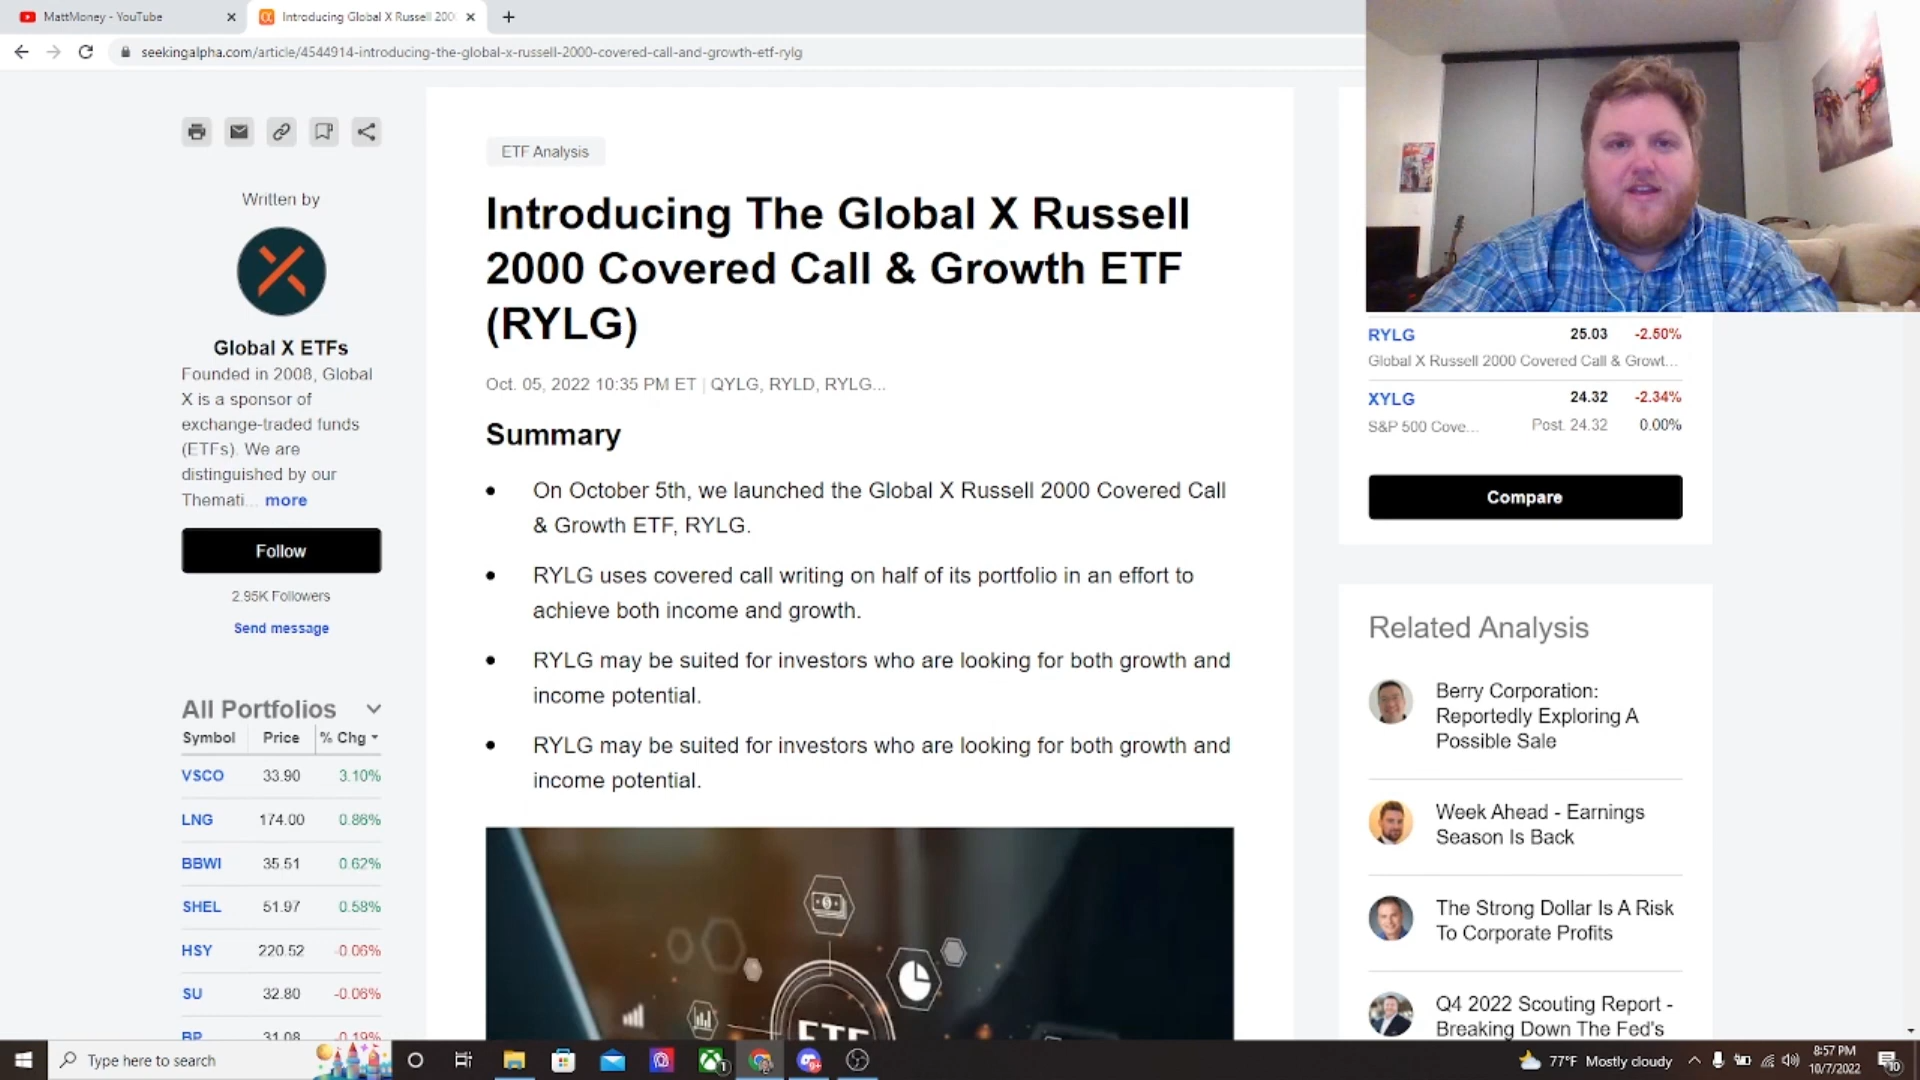 MattMoney - YouTube
Introducing Global X Russell 200
seekingalpha.com/article/4544914-introducing-the-global-x-russell-2000-covered-call-and-growth-etf-rylg
Written by
Global X ETFs
Founded in 2008, Global
X is a sponsor of
exchange-traded funds
(ETFs). We are
distinguished by our
Themati... more
Follow
2.95K Followers
Send message
All Portfolios
Symbol Price % Chg
VSCO 33.90 3.10%
LNG 174.00 0.86%
BBWI 35.51 0.62%
SHEL 51.97 0.58%
HSY 220.52 -0.06%
SU 32.80 -0.06%
BP 31.08 -0.19%
ETF Analysis
Introducing The Global X Russell
2000 Covered Call & Growth ETF
(RYLG)
Oct. 05, 2022 10:35 PM ET | QYLG, RYLD, RYLG...
Summary
On October 5th, we launched the Global X Russell 2000 Covered Call
& Growth ETF, RYLG.
RYLG uses covered call writing on half of its portfolio in an effort to
achieve both income and growth.
RYLG may be suited for investors who are looking for both growth and
income potential.
RYLG may be suited for investors who are looking for both growth and
income potential.
ETF
RYLG 25.03 -2.50%
Global X Russell 2000 Covered Call & Growt...
XYLG 24.32 -2.34%
S&P 500 Cove... Post. 24.32 0.00%
Compare
Related Analysis
Berry Corporation:
Reportedly Exploring A
Possible Sale
Week Ahead - Earnings
Season Is Back
The Strong Dollar Is A Risk
To Corporate Profits
Q4 2022 Scouting Report -
Breaking Down The Fed's
Type here to search
77°F Mostly cloudy
8:57 PM
10/7/2022
10